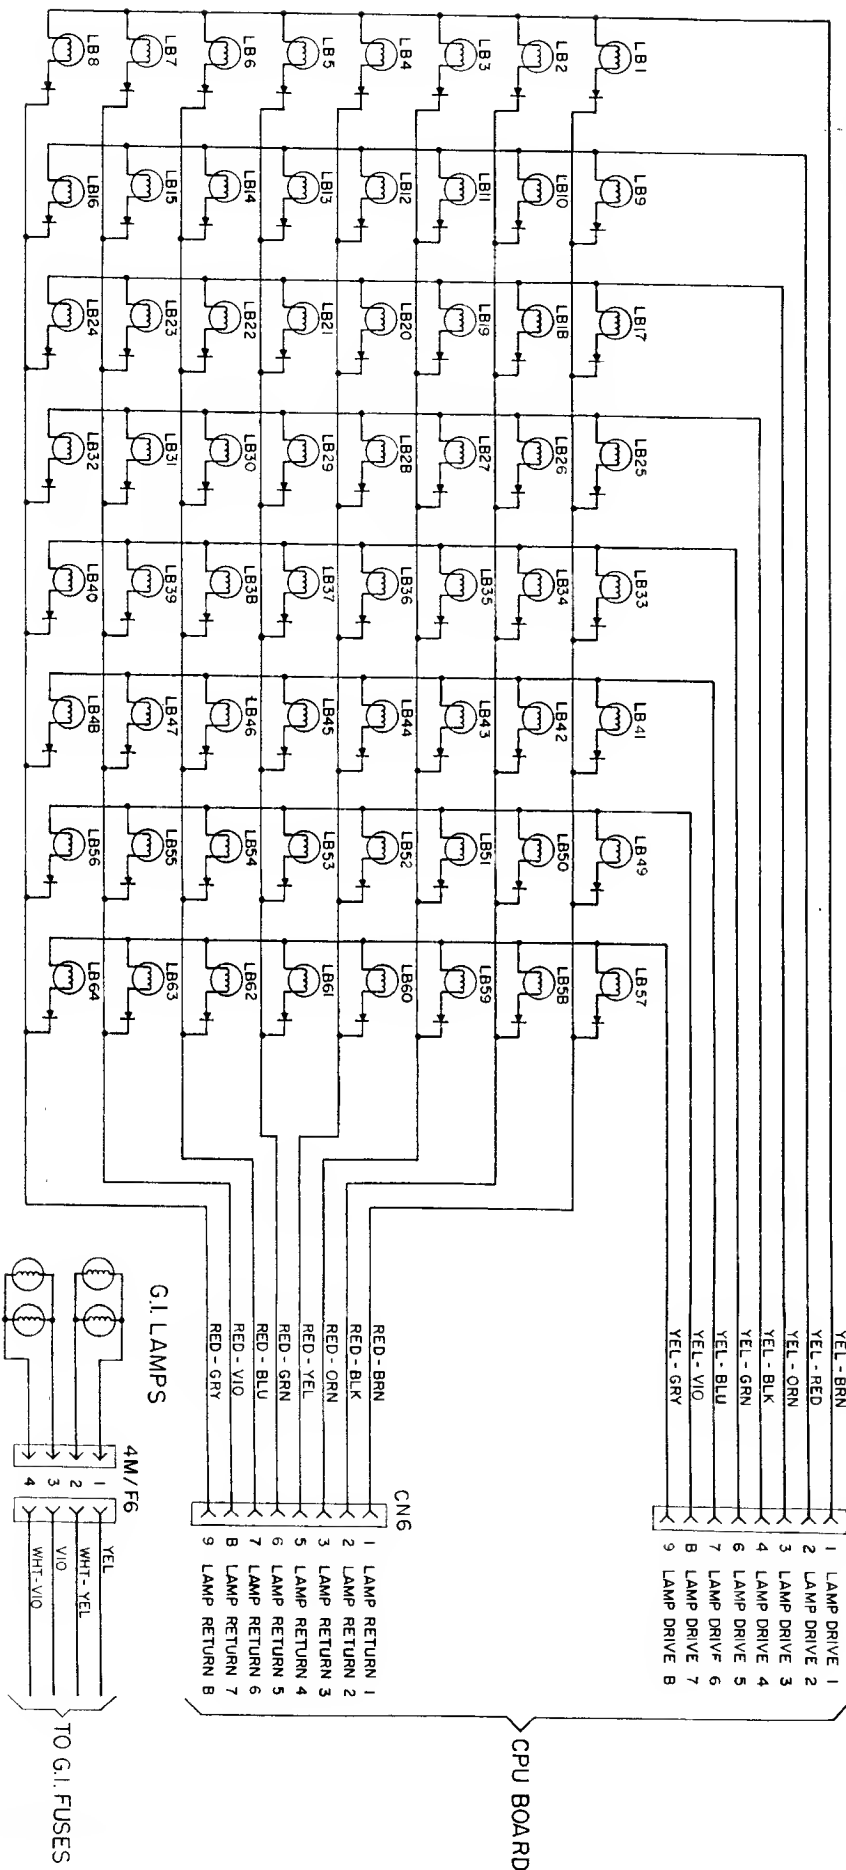 LB1
LB2
LB3
LB4
LB5
LB6
LB7
LB8
LB9
LB10
LB11
LB12
LB13
LB14
LB15
LB16
LB17
LB18
LB19
LB20
LB21
LB22
LB23
LB24
LB25
LB26
LB27
LB28
LB29
LB30
LB31
LB32
LB33
LB34
LB35
LB36
LB37
LB38
LB39
LB40
LB41
LB42
LB43
LB44
LB45
LB46
LB47
LB48
LB49
LB50
LB51
LB52
LB53
LB54
LB55
LB56
LB57
LB58
LB59
LB60
LB61
LB62
LB63
LB64
YEL-BRN 1 LAMP DRIVE 1
YEL-RED 2 LAMP DRIVE 2
YEL-ORN 3 LAMP DRIVE 3
YEL-BLK 4 LAMP DRIVE 4
YEL-GRN 6 LAMP DRIVE 5
YEL-BLU 7 LAMP DRIVE 6
YEL-VIO 8 LAMP DRIVE 7
YEL-GRY 9 LAMP DRIVE 8
CN6
RED-BRN 1 LAMP RETURN 1
RED-BLK 2 LAMP RETURN 2
RED-ORN 3 LAMP RETURN 3
RED-YEL 5 LAMP RETURN 4
RED-GRN 6 LAMP RETURN 5
RED-BLU 7 LAMP RETURN 6
RED-VIO 8 LAMP RETURN 7
RED-GRY 9 LAMP RETURN 8
CPU BOARD
G.I. LAMPS
4M/F6
1 YEL
2 WHT-YEL
3 VIO
4 WHT-VIO
TO G.I. FUSES